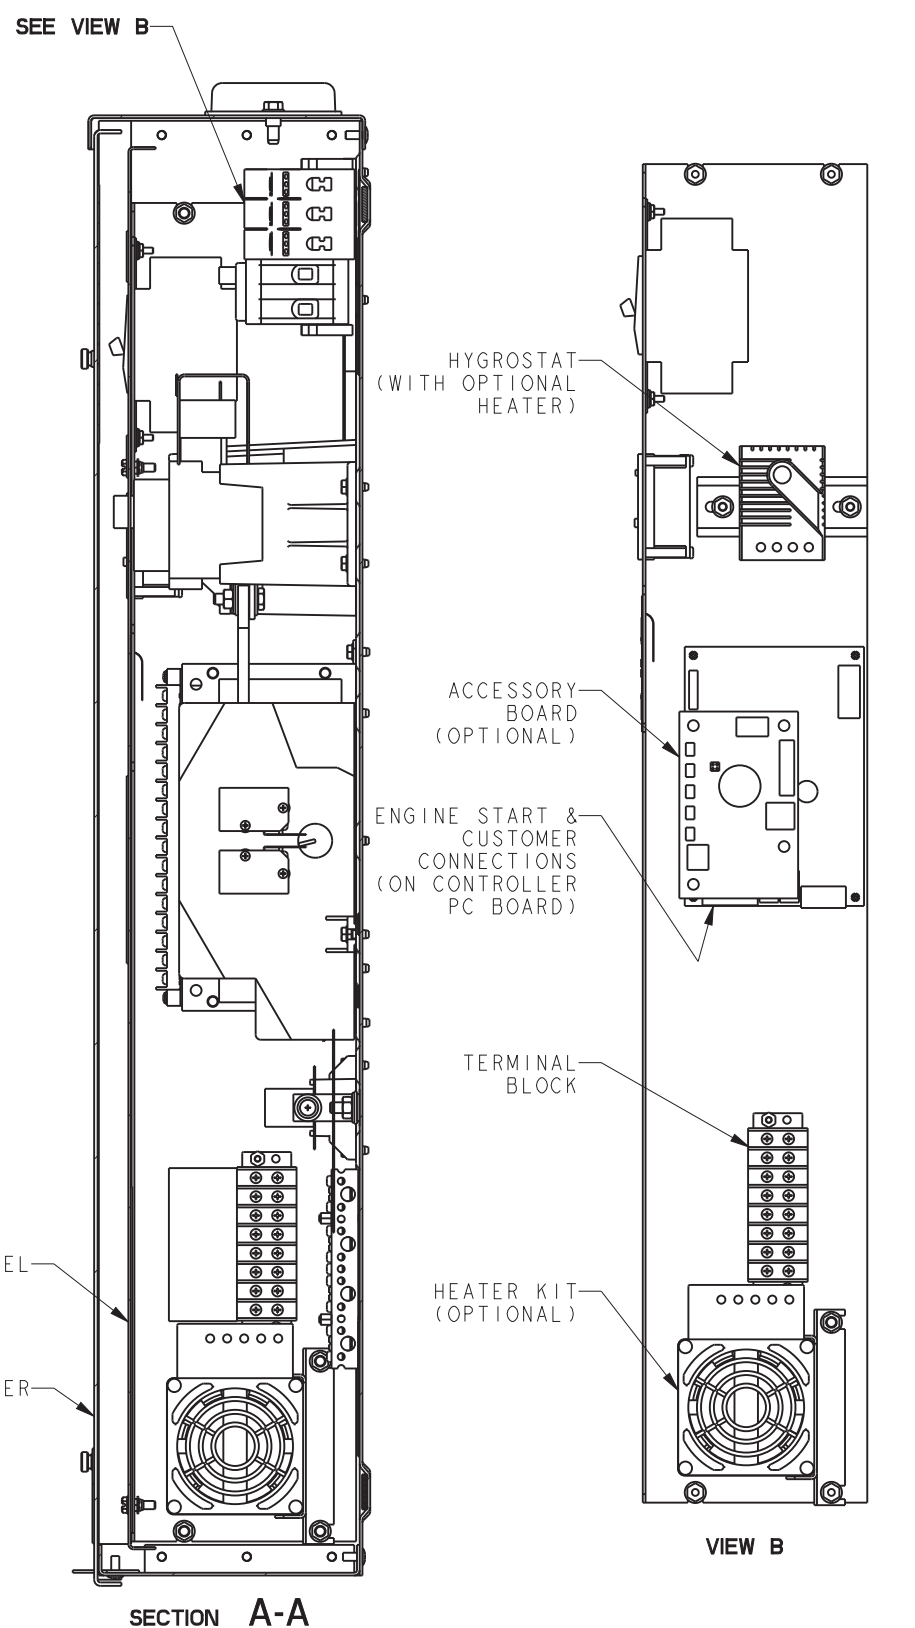 SEE VIEW B
HYGROSTAT
(WITH OPTIONAL
HEATER)
ACCESSORY
BOARD
(OPTIONAL)
ENGINE START &
CUSTOMER
CONNECTIONS
(ON CONTROLLER
PC BOARD)
TERMINAL
BLOCK
EL
HEATER KIT
(OPTIONAL)
ER
VIEW B
SECTION A-A